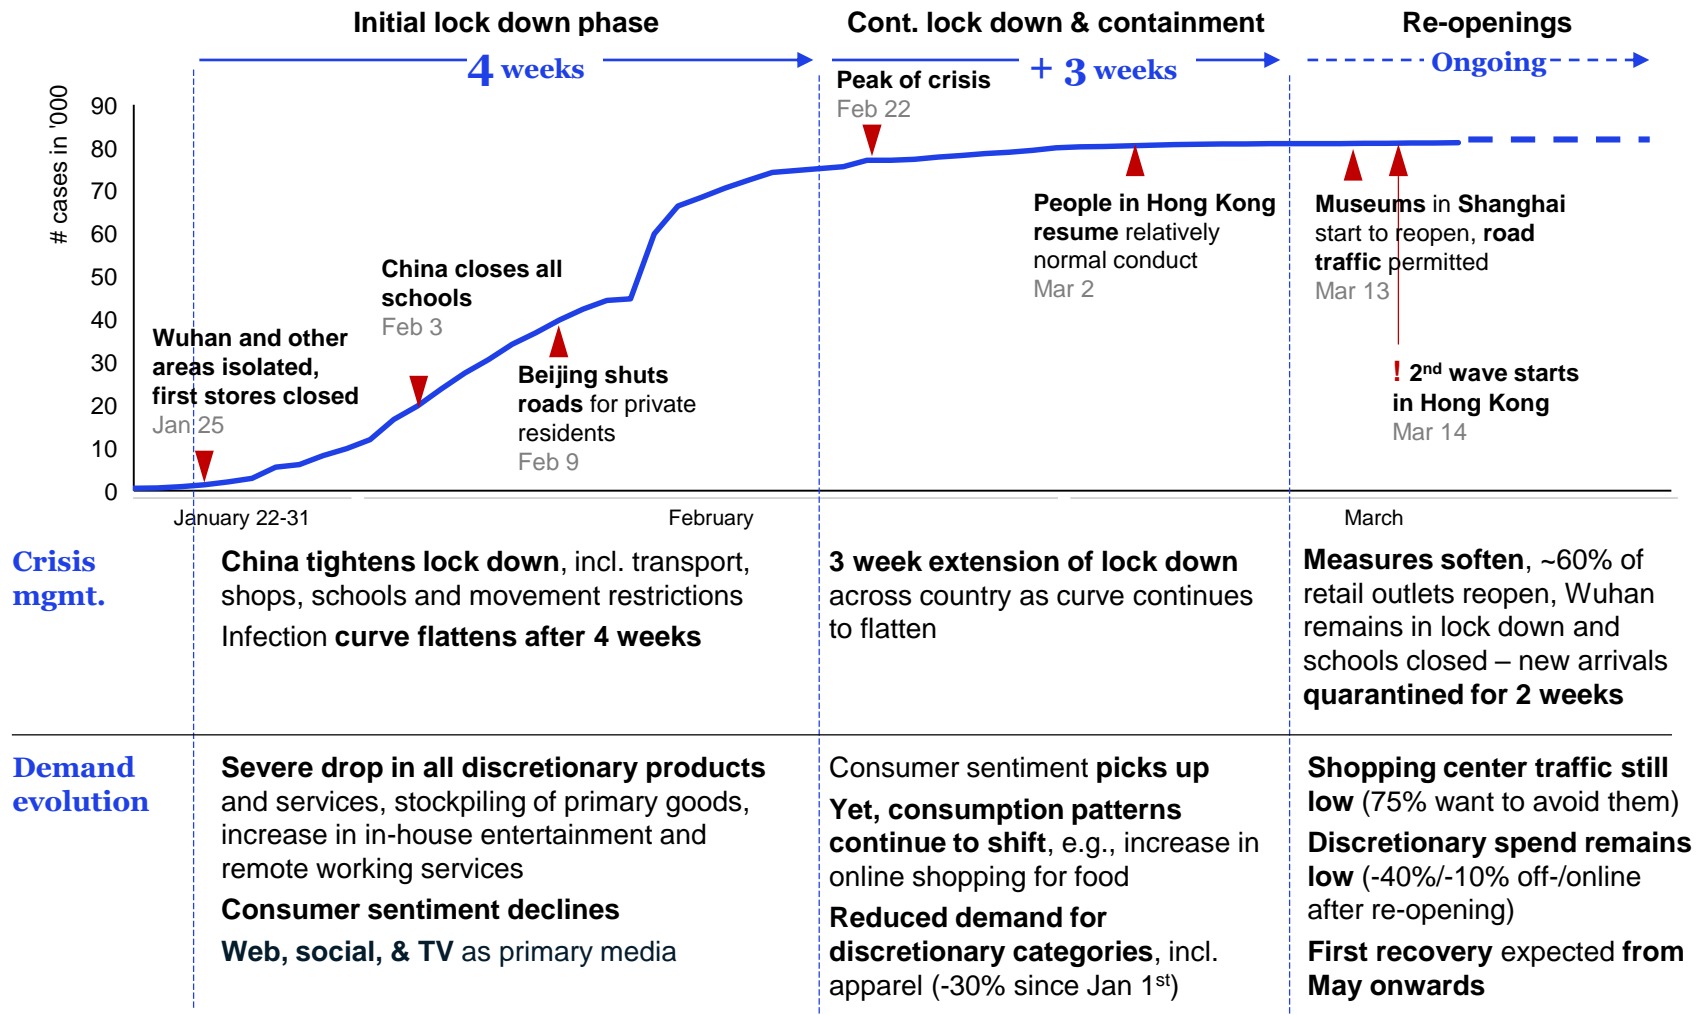 Initial lock down phase
Cont. lock down & containment
Re-openings
4 weeks
+ 3 weeks
Ongoing
# cases in '000
90
80
70
60
50
40
30
20
10
0
Wuhan and other
areas isolated,
first stores closed
Jan 25
China closes all
schools
Feb 3
Beijing shuts
roads for private
residents
Feb 9
Peak of crisis
Feb 22
People in Hong Kong
resume relatively
normal conduct
Mar 2
Museums in Shanghai
start to reopen, road
traffic permitted
Mar 13
! 2nd wave starts
in Hong Kong
Mar 14
January 22-31
February
March
Crisis
mgmt.
China tightens lock down, incl. transport,
shops, schools and movement restrictions
Infection curve flattens after 4 weeks
3 week extension of lock down
across country as curve continues
to flatten
Measures soften, ~60% of
retail outlets reopen, Wuhan
remains in lock down and
schools closed – new arrivals
quarantined for 2 weeks
Demand
evolution
Severe drop in all discretionary products
and services, stockpiling of primary goods,
increase in in-house entertainment and
remote working services
Consumer sentiment declines
Web, social, & TV as primary media
Consumer sentiment picks up
Yet, consumption patterns
continue to shift, e.g., increase in
online shopping for food
Reduced demand for
discretionary categories, incl.
apparel (-30% since Jan 1st)
Shopping center traffic still
low (75% want to avoid them)
Discretionary spend remains
low (-40%/-10% off-/online
after re-opening)
First recovery expected from
May onwards